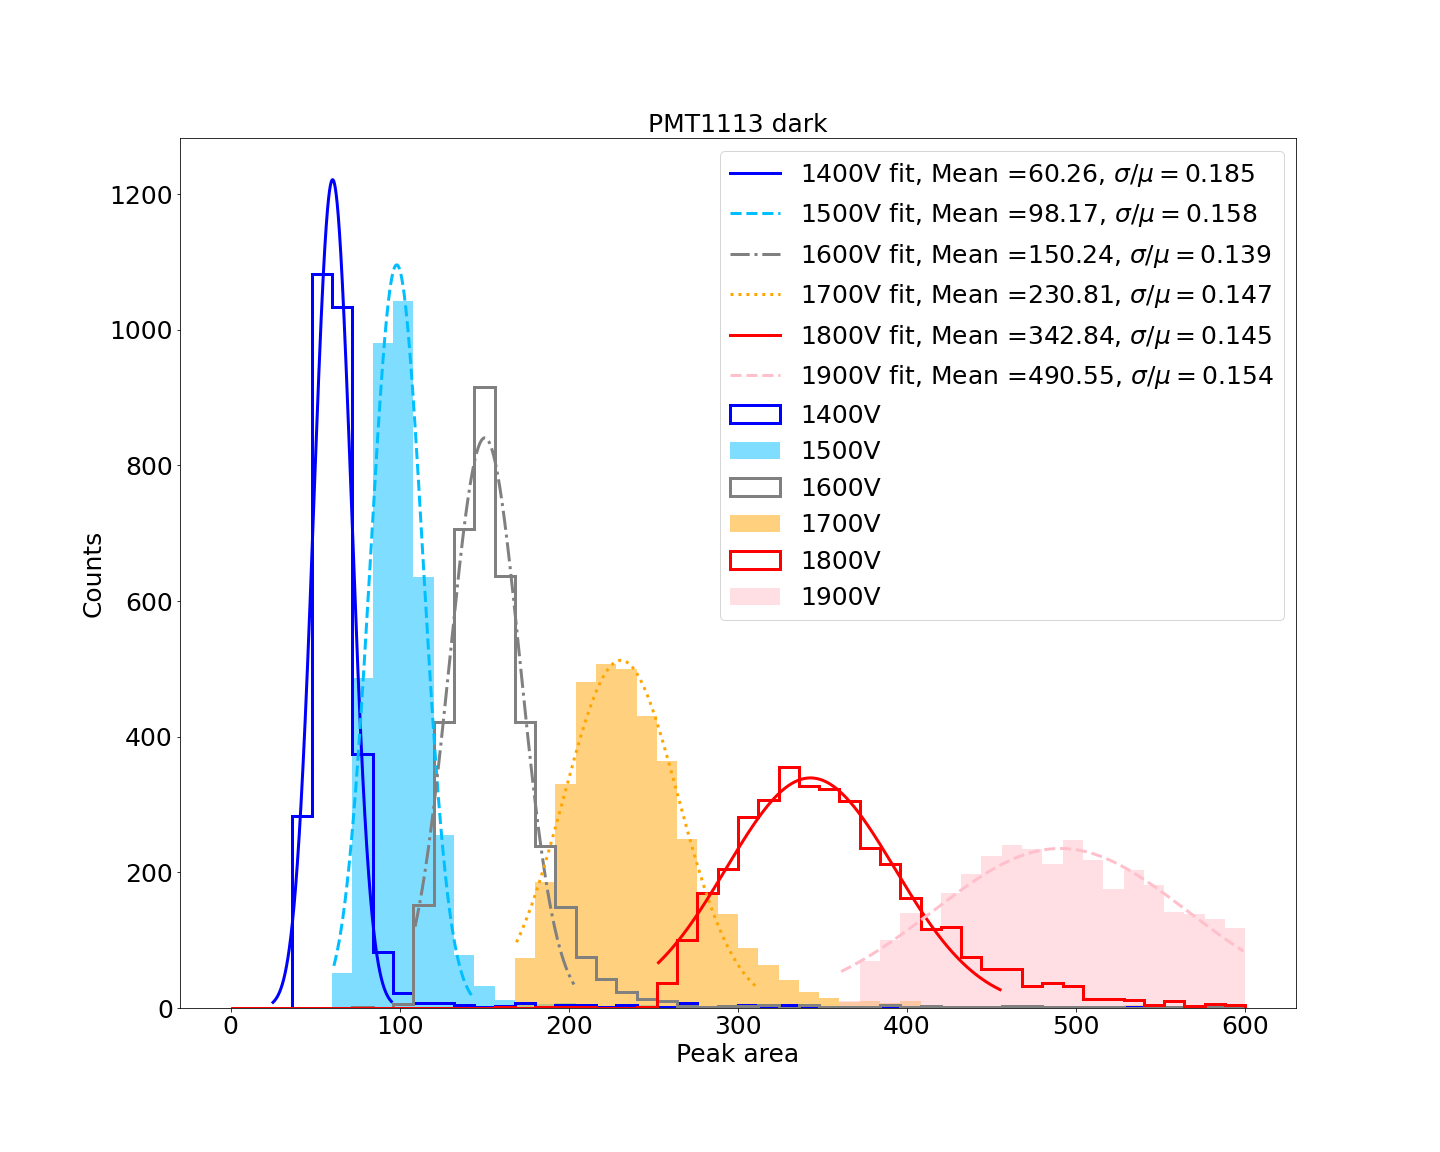 PMT1113 dark
1400V fit, Mean =60.26, σ/μ = 0.185
1500V fit, Mean =98.17, σ/μ = 0.158
1600V fit, Mean =150.24, σ/μ = 0.139
1700V fit, Mean =230.81, σ/μ = 0.147
1800V fit, Mean =342.84, σ/μ = 0.145
1900V fit, Mean =490.55, σ/μ = 0.154
1400V
1500V
1600V
1700V
1800V
1900V
Counts
1200
1000
800
600
400
200
0
0 100 200 300 400 500 600
Peak area